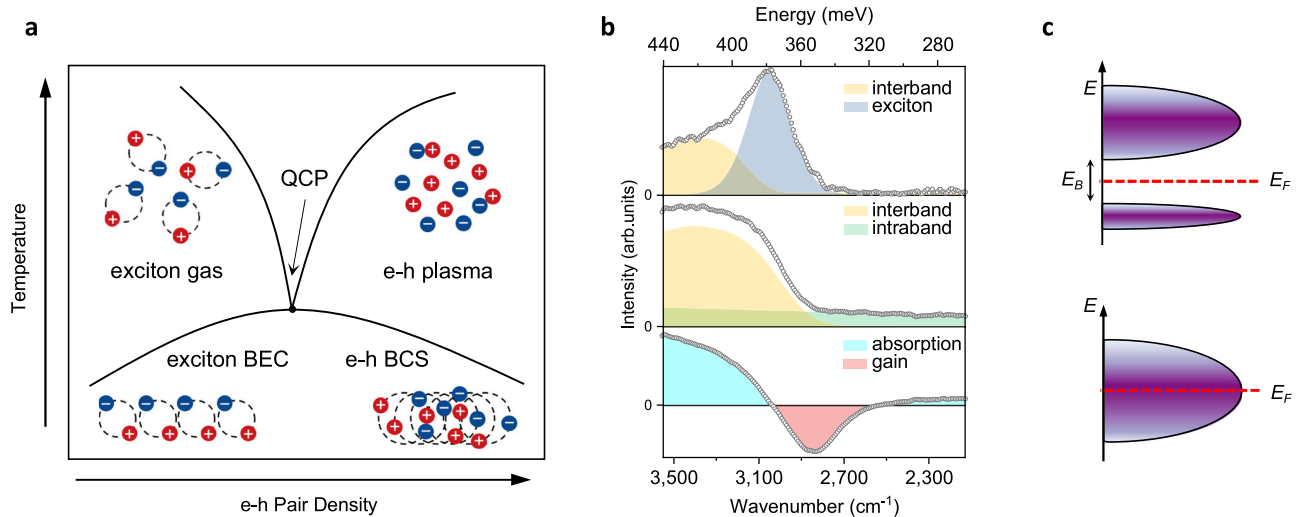 a
Temperature
QCP
exciton gas
e-h plasma
exciton BEC
e-h BCS
e-h Pair Density
b
Energy (meV)
440 400 360 320 280
Intensity (arb.units)
interband
exciton
0
interband
intraband
0
absorption
gain
0
3,500 3,100 2,700 2,300
Wavenumber (cm⁻¹)
c
E
E_B
E_F
E
E_F